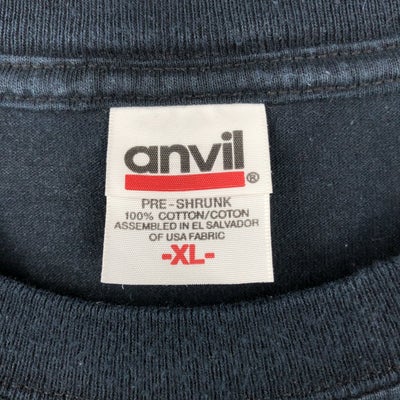 anvil®
PRE-SHRUNK
100% COTTON/COTON
ASSEMBLED IN EL SALVADOR
OF USA FABRIC
-XL-